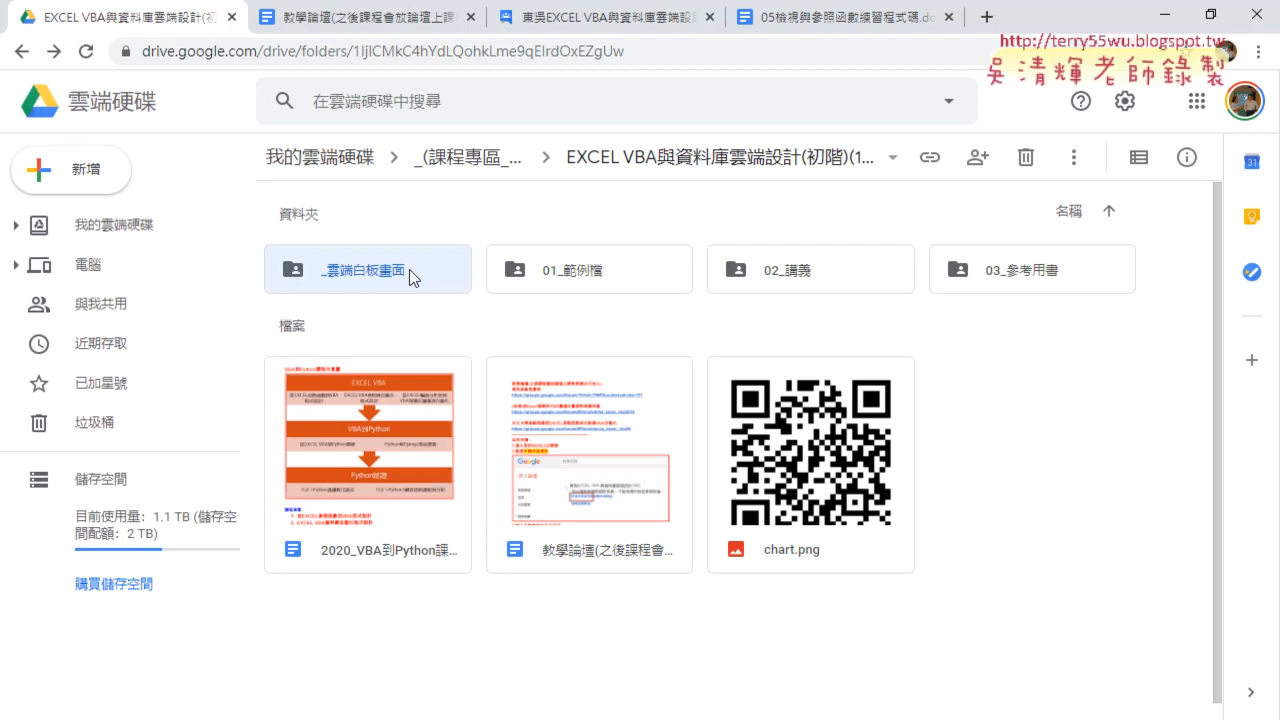 EXCEL VBA與資料庫雲端設計(初
教學論壇(之後課程會放論壇上課
東吳EXCEL VBA與資料庫雲端設
05檢視與參照函數練習程式碼.dc
drive.google.com/drive/folders/1IjlCMkC4hYdLQohkLme9qElrdOxEZgUw
http://terry55wu.blogspot.tw
吳清輝老師錄製
雲端硬碟
在雲端硬碟中搜尋
新增
我的雲端硬碟
電腦
與我共用
近期存取
已加星號
垃圾桶
儲存空間
目前使用量：1.1 TB (儲存空
間配額：2 TB)
購買儲存空間
我的雲端硬碟 > _(課程專區_... > EXCEL VBA與資料庫雲端設計(初階)(1...
資料夾
名稱
_雲端白板畫面
01_範例檔
02_講義
03_參考用書
檔案
EXCEL VBA
VBA到Python
Python認證
Google
2020_VBA到Python課...
教學論壇(之後課程會...
chart.png
31